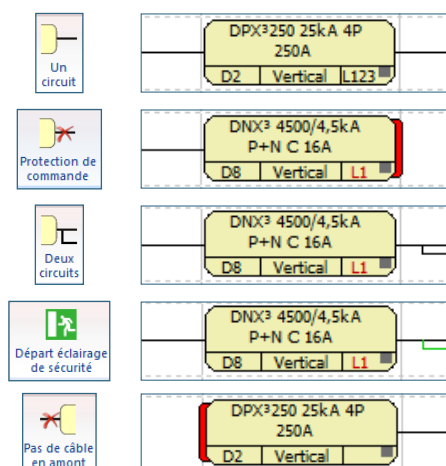 Un
circuit
DPX³250 25kA 4P
250A
D2 Vertical L123
Protection de
commande
DNX³ 4500/4,5kA
P+N C 16A
D8 Vertical L1
Deux
circuits
DNX³ 4500/4,5kA
P+N C 16A
D8 Vertical L1
Départ éclairage
de sécurité
DNX³ 4500/4,5kA
P+N C 16A
D8 Vertical L1
Pas de câble
en amont
DPX³250 25kA 4P
250A
D2 Vertical